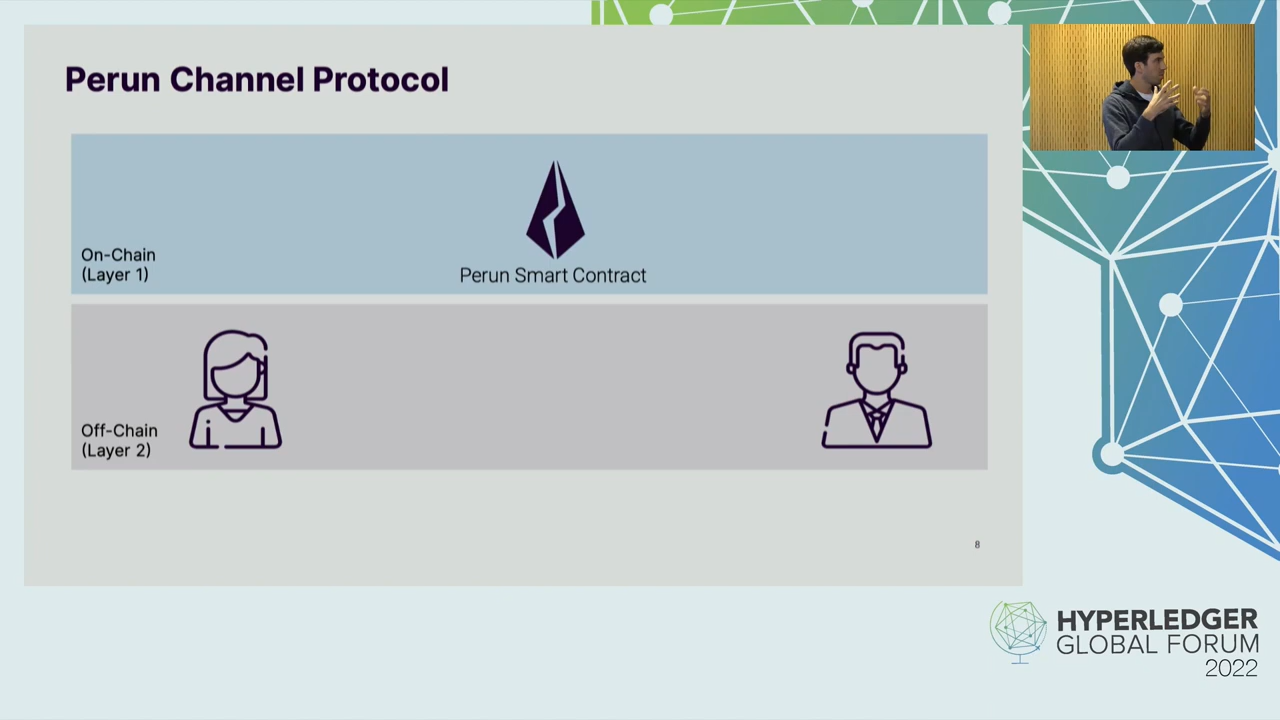 Perun Channel Protocol
Perun Smart Contract
On-Chain
(Layer 1)
Off-Chain
(Layer 2)
8
HYPERLEDGER
GLOBAL FORUM
2022